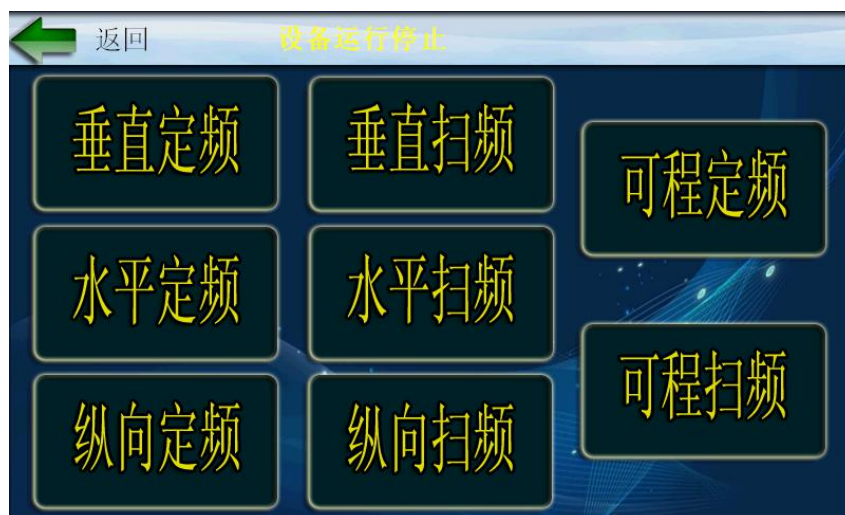 返回
设备运行停止
垂直定频
垂直扫频
可程定频
水平定频
水平扫频
可程扫频
纵向定频
纵向扫频